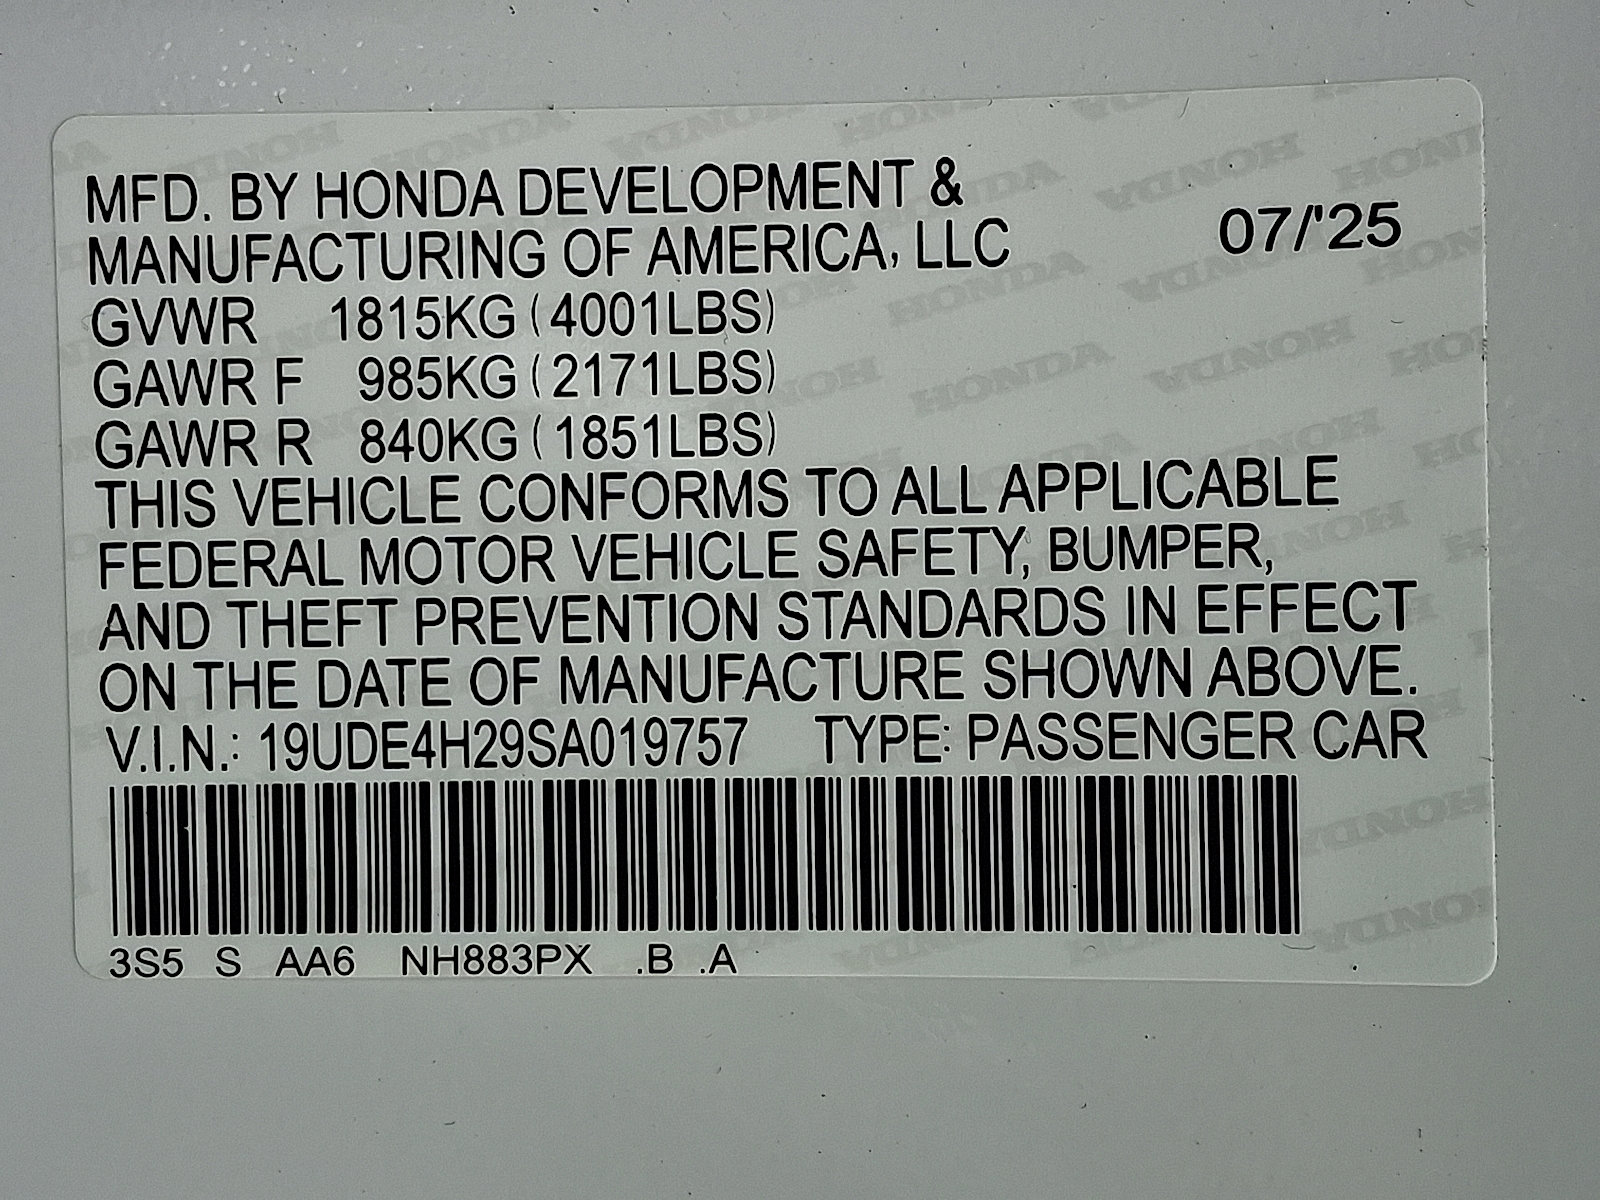 MFD. BY HONDA DEVELOPMENT &
MANUFACTURING OF AMERICA, LLC 07/'25
GVWR 1815KG (4001LBS)
GAWR F 985KG (2171LBS)
GAWR R 840KG (1851LBS)
THIS VEHICLE CONFORMS TO ALL APPLICABLE
FEDERAL MOTOR VEHICLE SAFETY, BUMPER,
AND THEFT PREVENTION STANDARDS IN EFFECT
ON THE DATE OF MANUFACTURE SHOWN ABOVE.
V.I.N.: 19UDE4H29SA019757 TYPE: PASSENGER CAR
3S5 S AA6 NH883PX .B .A